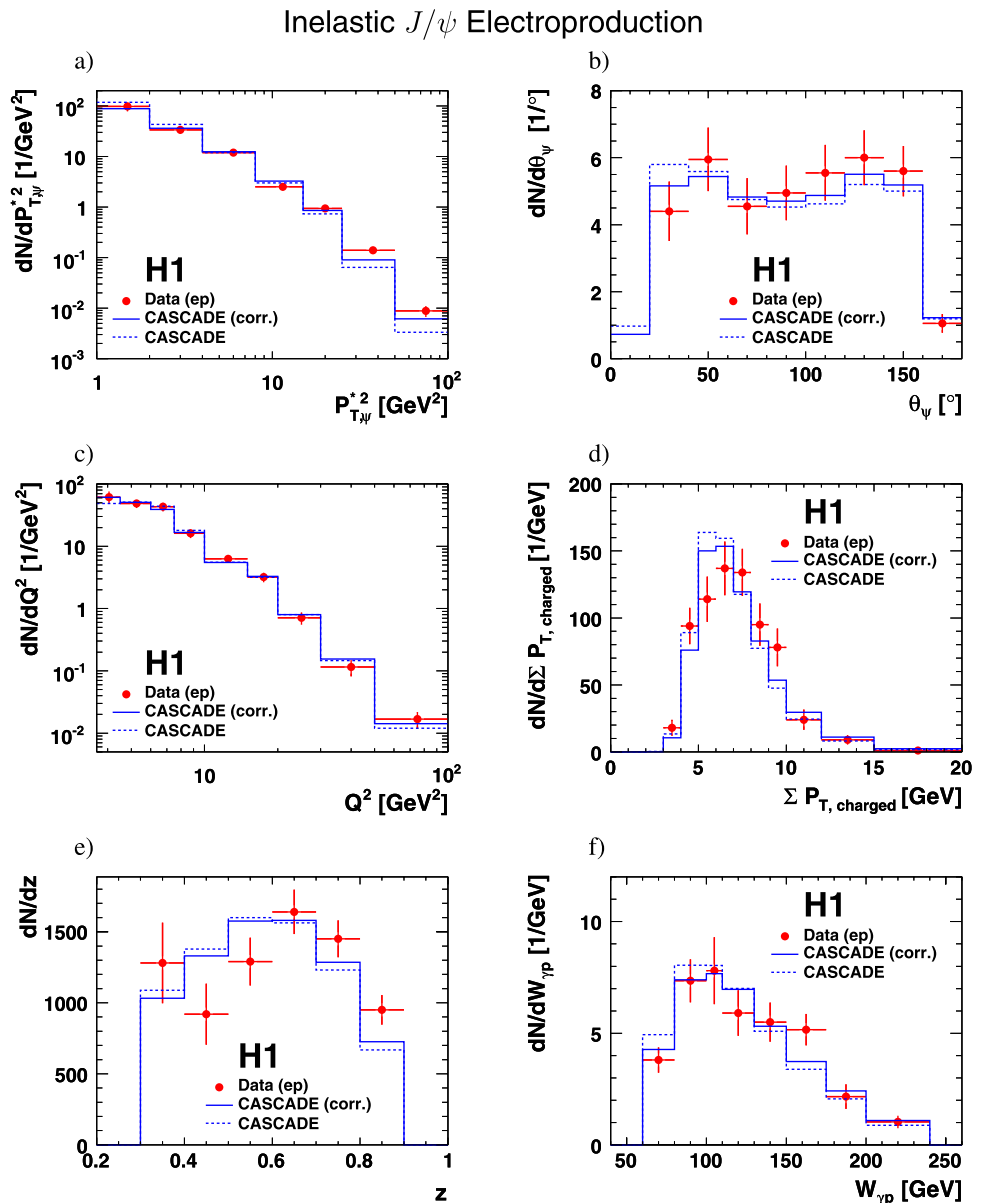 Inelastic J/ψ Electroproduction
a)
dN/dP*2T,ψ [1/GeV2]
10²
10
1
10⁻¹
10⁻²
10⁻³
H1
Data (ep)
CASCADE (corr.)
CASCADE
1 10 10²
P*2T,ψ [GeV²]
b)
dN/dθψ [1/°]
8
6
4
2
0
H1
Data (ep)
CASCADE (corr.)
CASCADE
0 50 100 150
θψ [°]
c)
dN/dQ² [1/GeV²]
10²
10
1
10⁻¹
10⁻²
H1
Data (ep)
CASCADE (corr.)
CASCADE
10 10²
Q² [GeV²]
d)
dN/dΣ PT, charged [1/GeV]
200
150
100
50
0
H1
Data (ep)
CASCADE (corr.)
CASCADE
0 5 10 15 20
Σ PT, charged [GeV]
e)
dN/dz
1500
1000
500
0
H1
Data (ep)
CASCADE (corr.)
CASCADE
0.2 0.4 0.6 0.8 1
z
f)
dN/dWγp [1/GeV]
10
5
0
H1
Data (ep)
CASCADE (corr.)
CASCADE
50 100 150 200 250
Wγp [GeV]